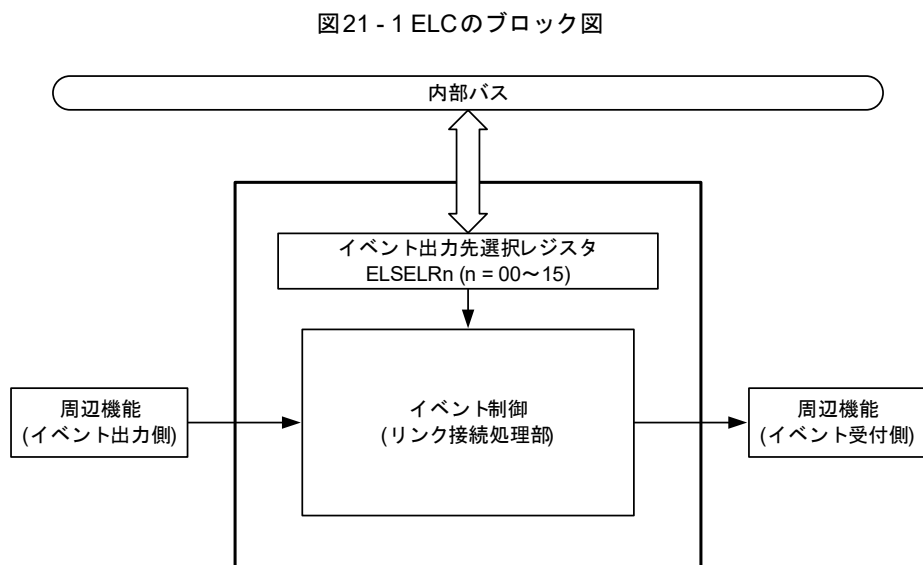 図21 - 1 ELCのブロック図
内部バス
イベント出力先選択レジスタ
ELSELRn (n = 00～15)
周辺機能
(イベント出力側)
イベント制御
(リンク接続処理部)
周辺機能
(イベント受付側)